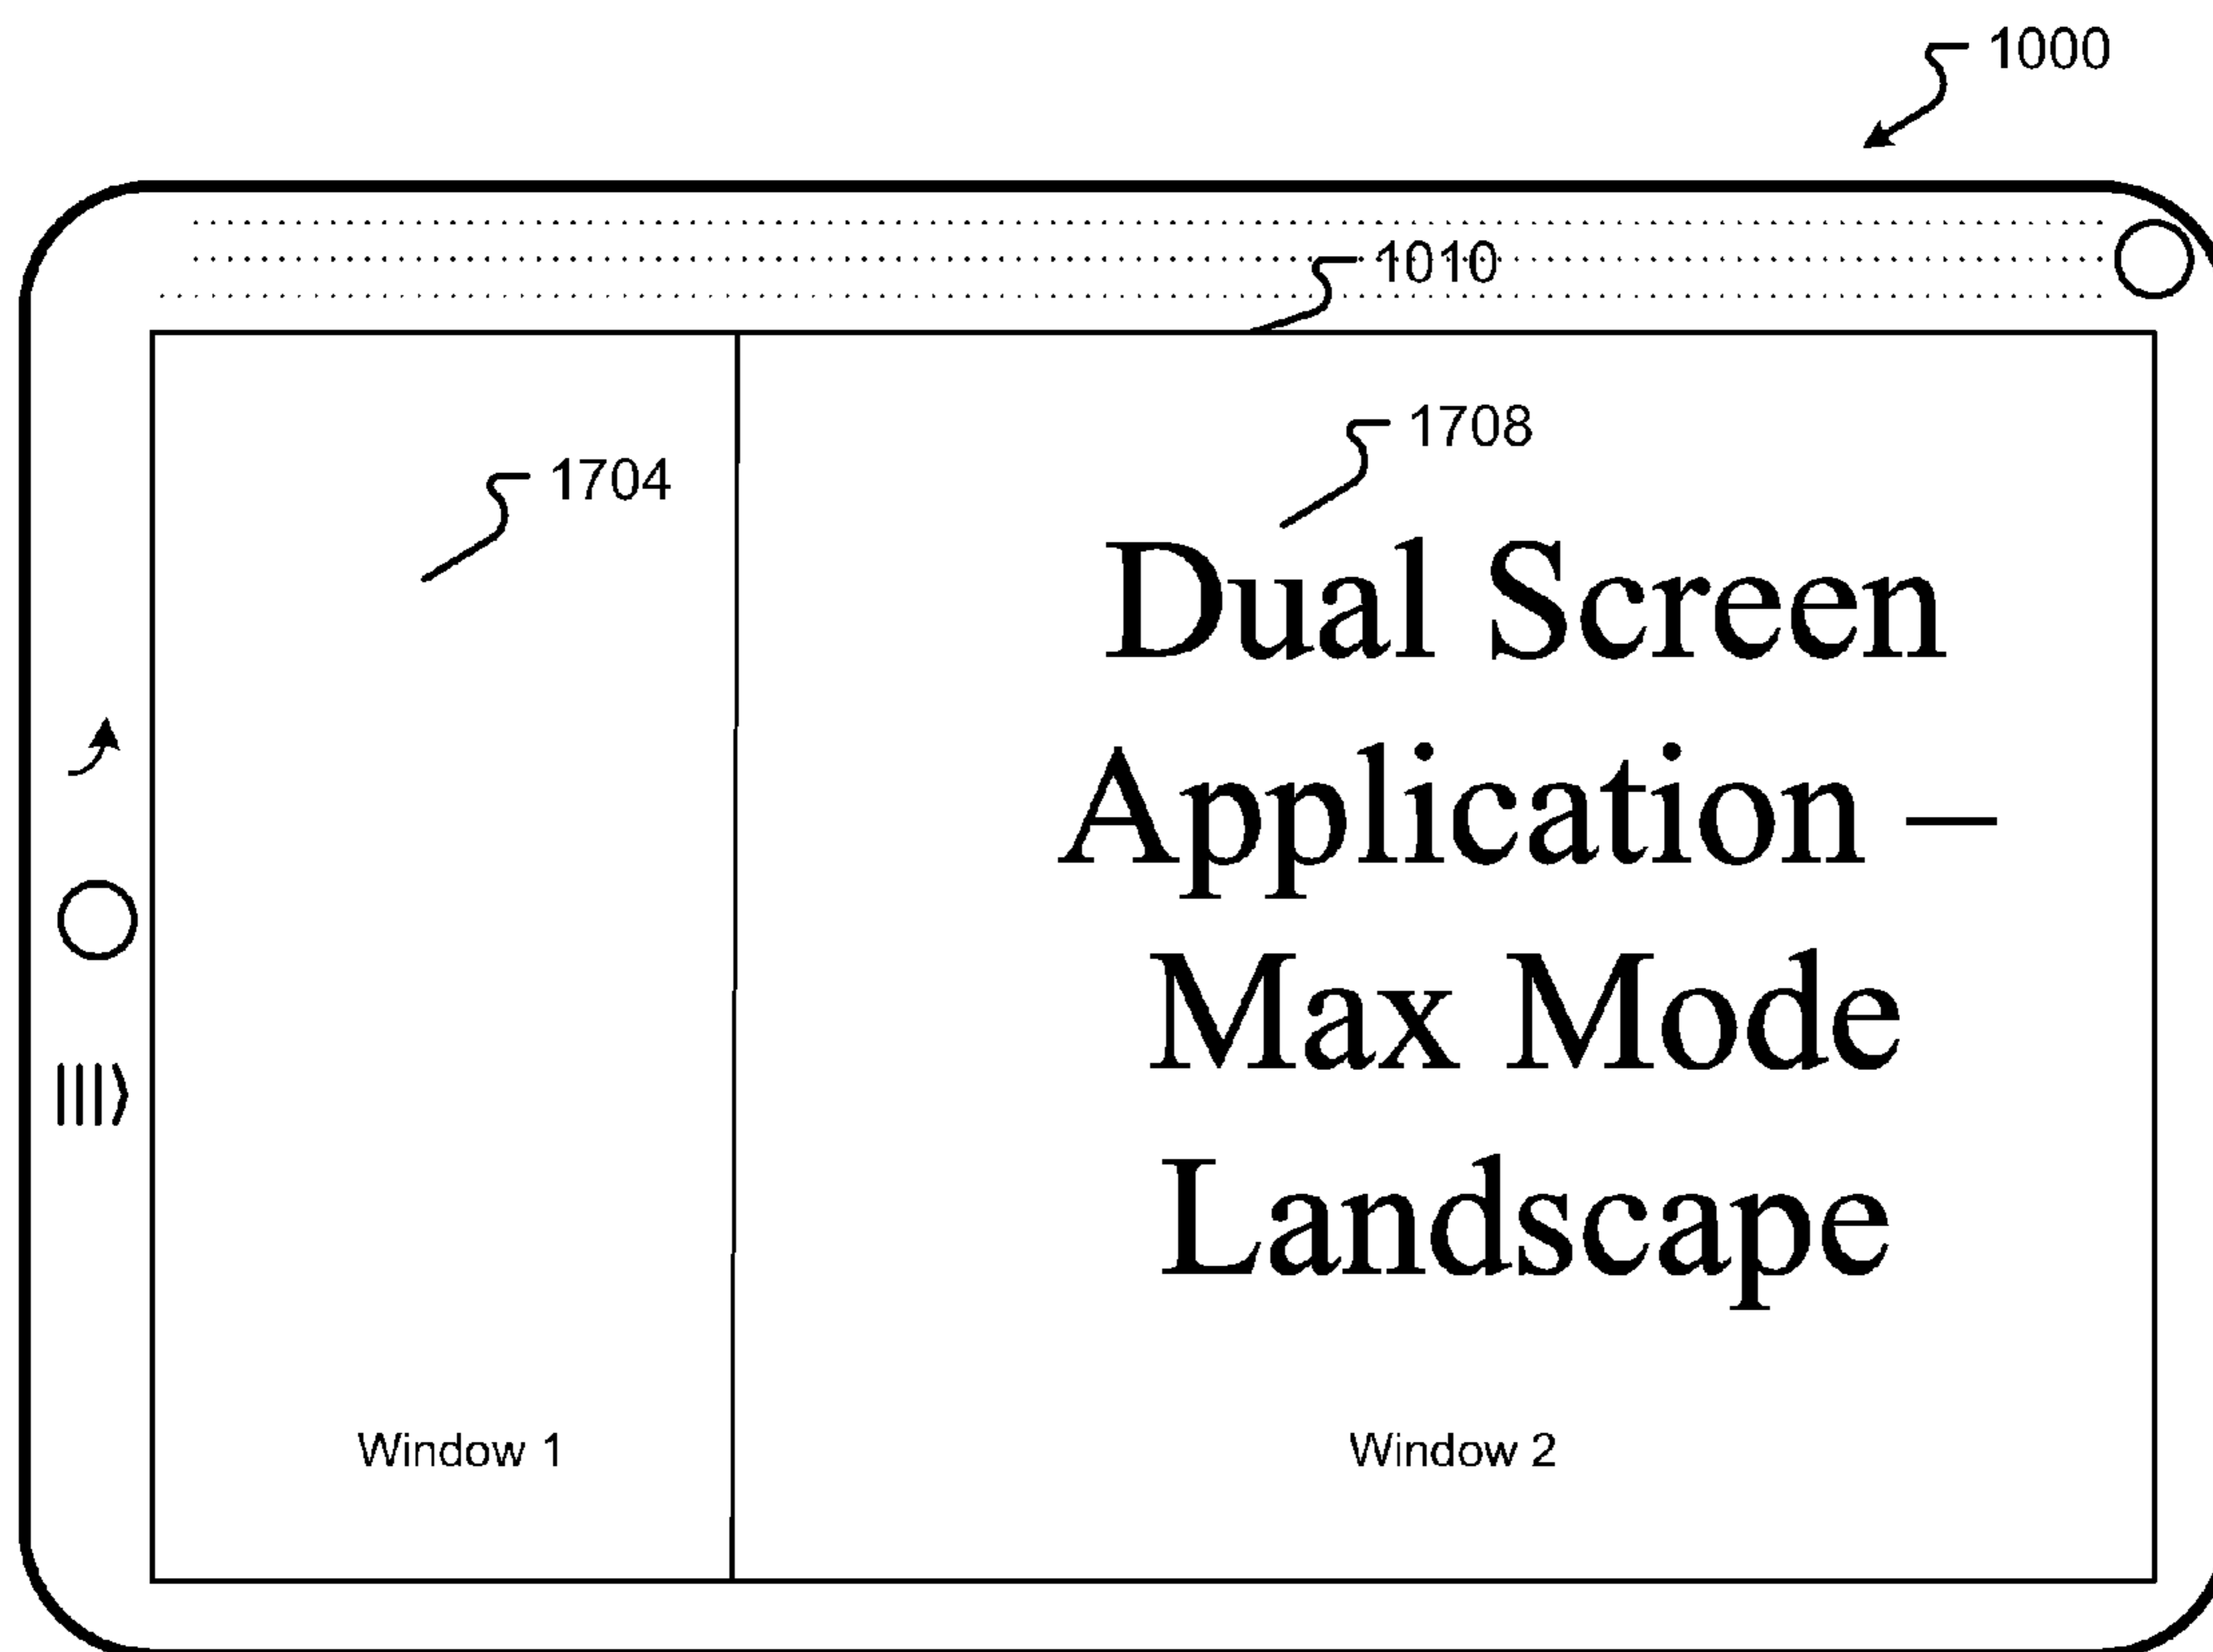 1000
1010
1708
1704
Dual Screen
Application –
Max Mode
Landscape
Window 1
Window 2